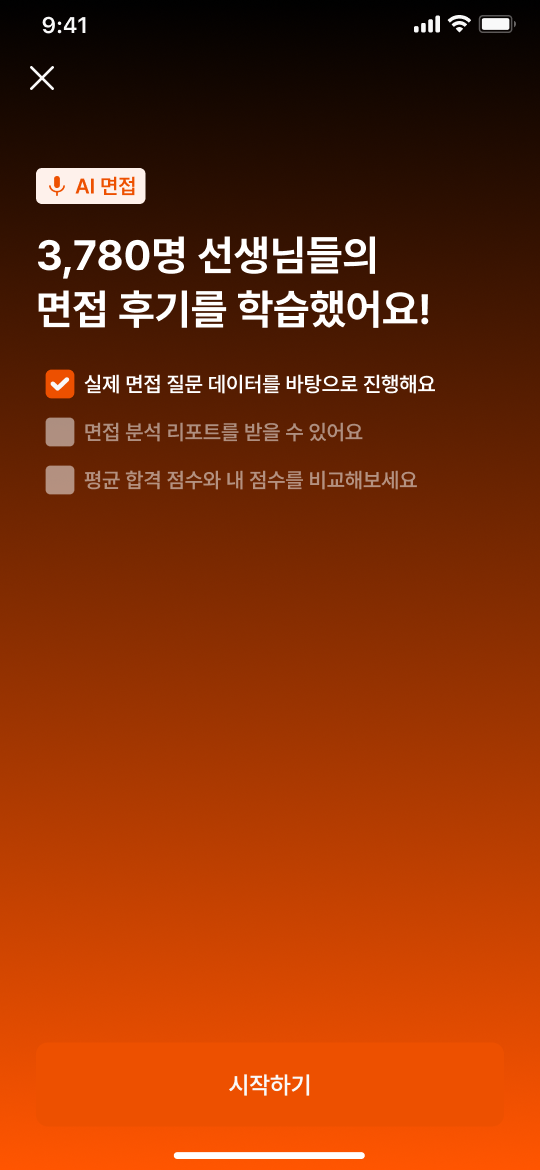 9:41
AI 면접
3,780명 선생님들의
면접 후기를 학습했어요!
실제 면접 질문 데이터를 바탕으로 진행해요
면접 분석 리포트를 받을 수 있어요
평균 합격 점수와 내 점수를 비교해보세요
시작하기